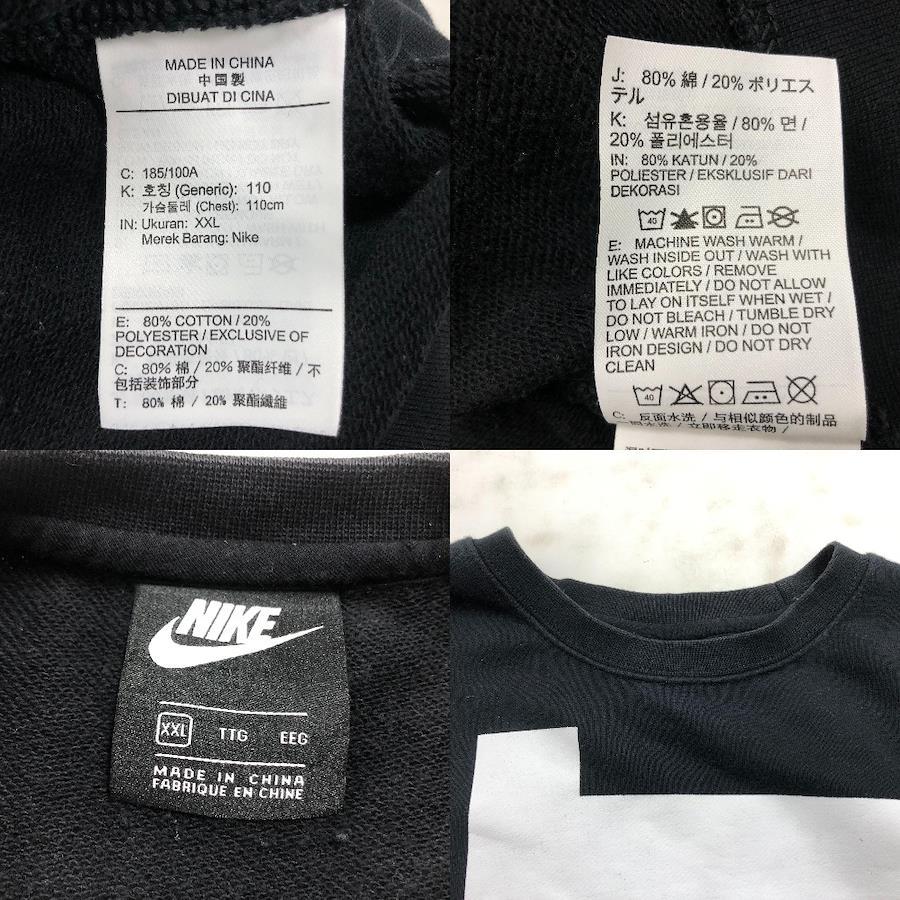 MADE IN CHINA
中国製
DIBUAT DI CINA
C: 185/100A
K: 호칭 (Generic): 110
가슴둘레 (Chest): 110cm
IN: Ukuran: XXL
Merek Barang: Nike
E: 80% COTTON / 20%
POLYESTER / EXCLUSIVE OF
DECORATION
C: 80% 棉 / 20% 聚酯纤维 / 不
包括装饰部分
T: 80% 棉 / 20% 聚酯纖維
J: 80% 綿 / 20% ポリエス
テル
K: 섬유혼용율 / 80% 면 /
20% 폴리에스터
IN: 80% KATUN / 20%
POLIESTER / EKSKLUSIF DARI
DEKORASI
40
E: MACHINE WASH WARM /
WASH INSIDE OUT / WASH WITH
LIKE COLORS / REMOVE
IMMEDIATELY / DO NOT ALLOW
TO LAY ON ITSELF WHEN WET /
DO NOT BLEACH / TUMBLE DRY
LOW / WARM IRON / DO NOT
IRON DESIGN / DO NOT DRY
CLEAN
40
C: 反面水洗 / 与相似颜色的制品
NIKE
XXL TTG EEG
MADE IN CHINA
FABRIQUE EN CHINE